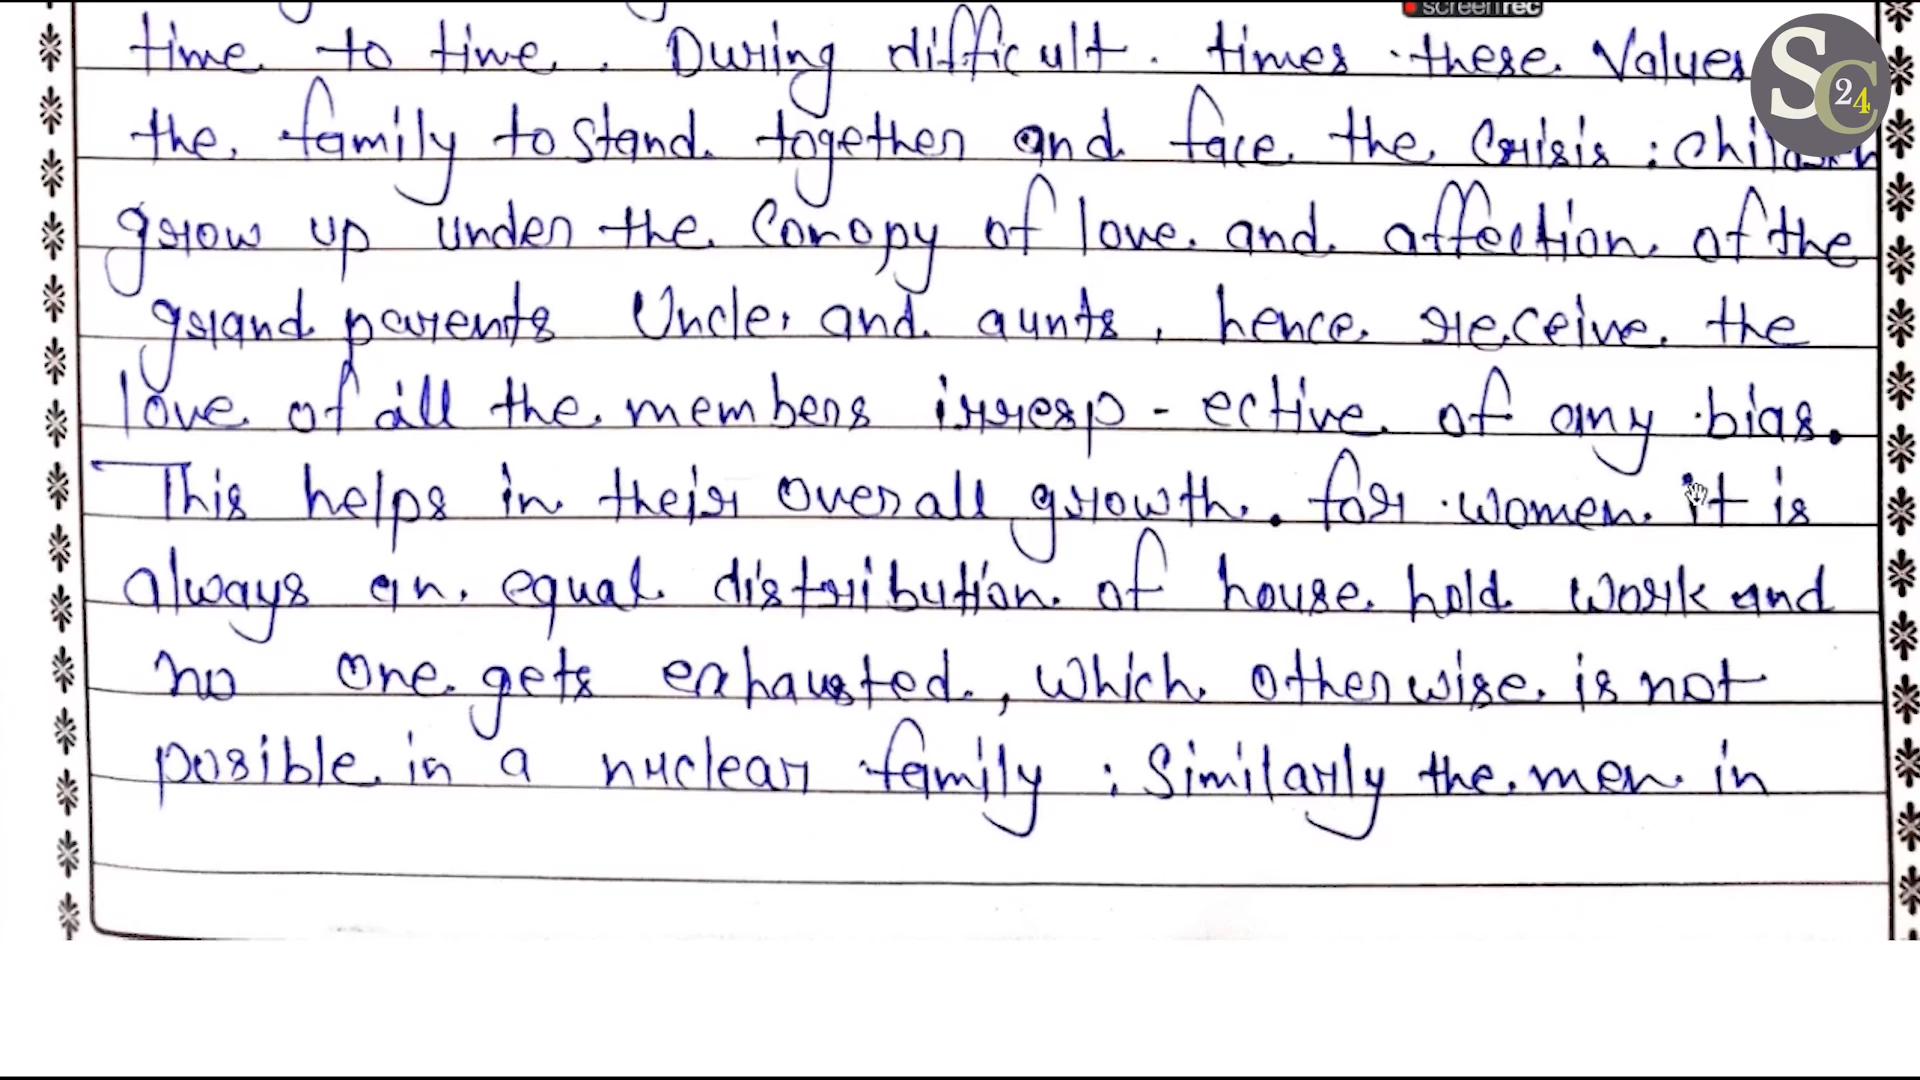 screenrec
time to time. During difficult. times these Values
SC 24
the family to stand together and face the Crisis : children
grow up under the Conopy of love and affection of the
grand parents Uncle, and aunts, hence receive the
love of all the members irresp - ective of any bias.
This helps in their overall growth. for women it is
always an equal distribution of house hold work and
no one gets exhausted, which otherwise is not
posible in a nuclear family : Similarly the men in